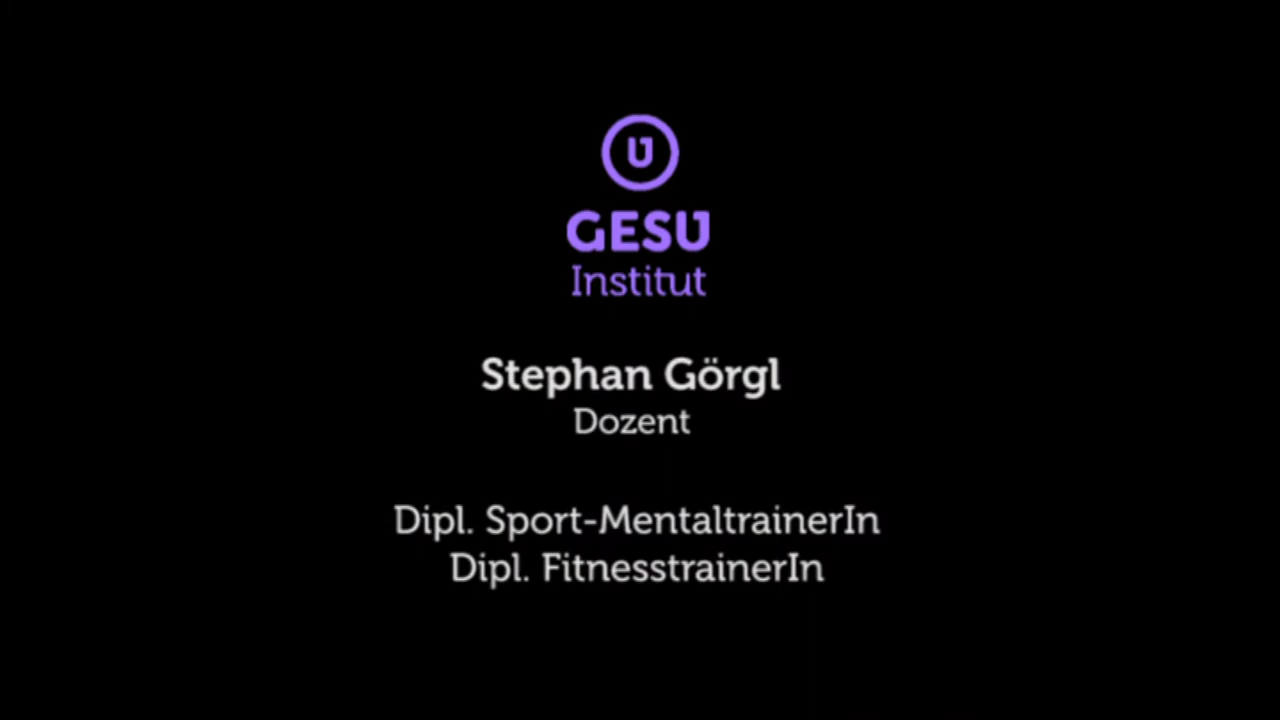 U
GESU
Institut
Stephan Görgl
Dozent
Dipl. Sport-MentaltrainerIn
Dipl. FitnesstrainerIn